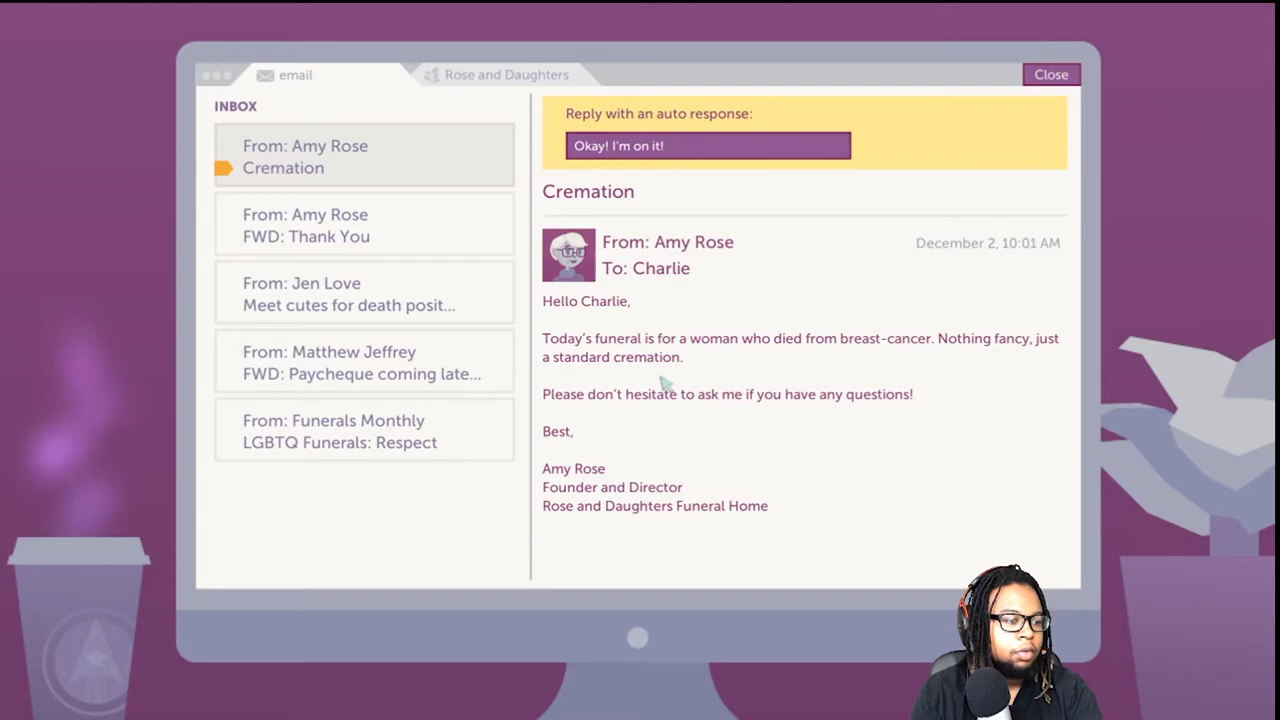 email
Rose and Daughters
Close
INBOX
From: Amy Rose
Cremation
From: Amy Rose
FWD: Thank You
From: Jen Love
Meet cutes for death posit...
From: Matthew Jeffrey
FWD: Paycheque coming late...
From: Funerals Monthly
LGBTQ Funerals: Respect
Reply with an auto response:
Okay! I'm on it!
Cremation
From: Amy Rose
December 2, 10:01 AM
To: Charlie
Hello Charlie,
Today's funeral is for a woman who died from breast-cancer. Nothing fancy, just
a standard cremation.
Please don't hesitate to ask me if you have any questions!
Best,
Amy Rose
Founder and Director
Rose and Daughters Funeral Home